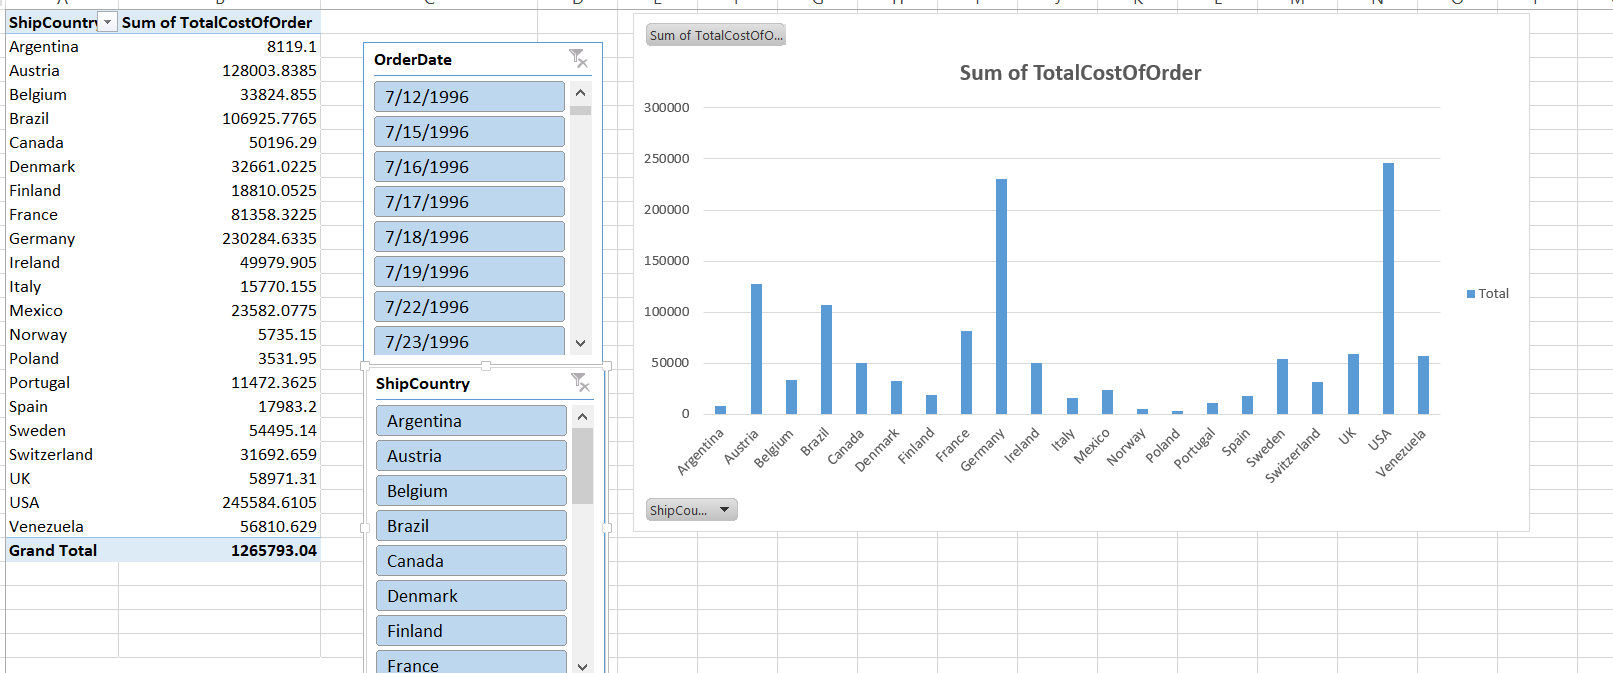 ShipCountry Sum of TotalCostOfOrder
Argentina 8119.1
Austria 128003.8385
Belgium 33824.855
Brazil 106925.7765
Canada 50196.29
Denmark 32661.0225
Finland 18810.0525
France 81358.3225
Germany 230284.6335
Ireland 49979.905
Italy 15770.155
Mexico 23582.0775
Norway 5735.15
Poland 3531.95
Portugal 11472.3625
Spain 17983.2
Sweden 54495.14
Switzerland 31692.659
UK 58971.31
USA 245584.6105
Venezuela 56810.629
Grand Total 1265793.04
OrderDate
7/12/1996
7/15/1996
7/16/1996
7/17/1996
7/18/1996
7/19/1996
7/22/1996
7/23/1996
ShipCountry
Argentina
Austria
Belgium
Brazil
Canada
Denmark
Finland
France
Sum of TotalCostOfO...
Sum of TotalCostOfOrder
300000
250000
200000
150000
100000
50000
0
Argentina
Austria
Belgium
Brazil
Canada
Denmark
Finland
France
Germany
Ireland
Italy
Mexico
Norway
Poland
Portugal
Spain
Sweden
Switzerland
UK
USA
Venezuela
Total
ShipCou...